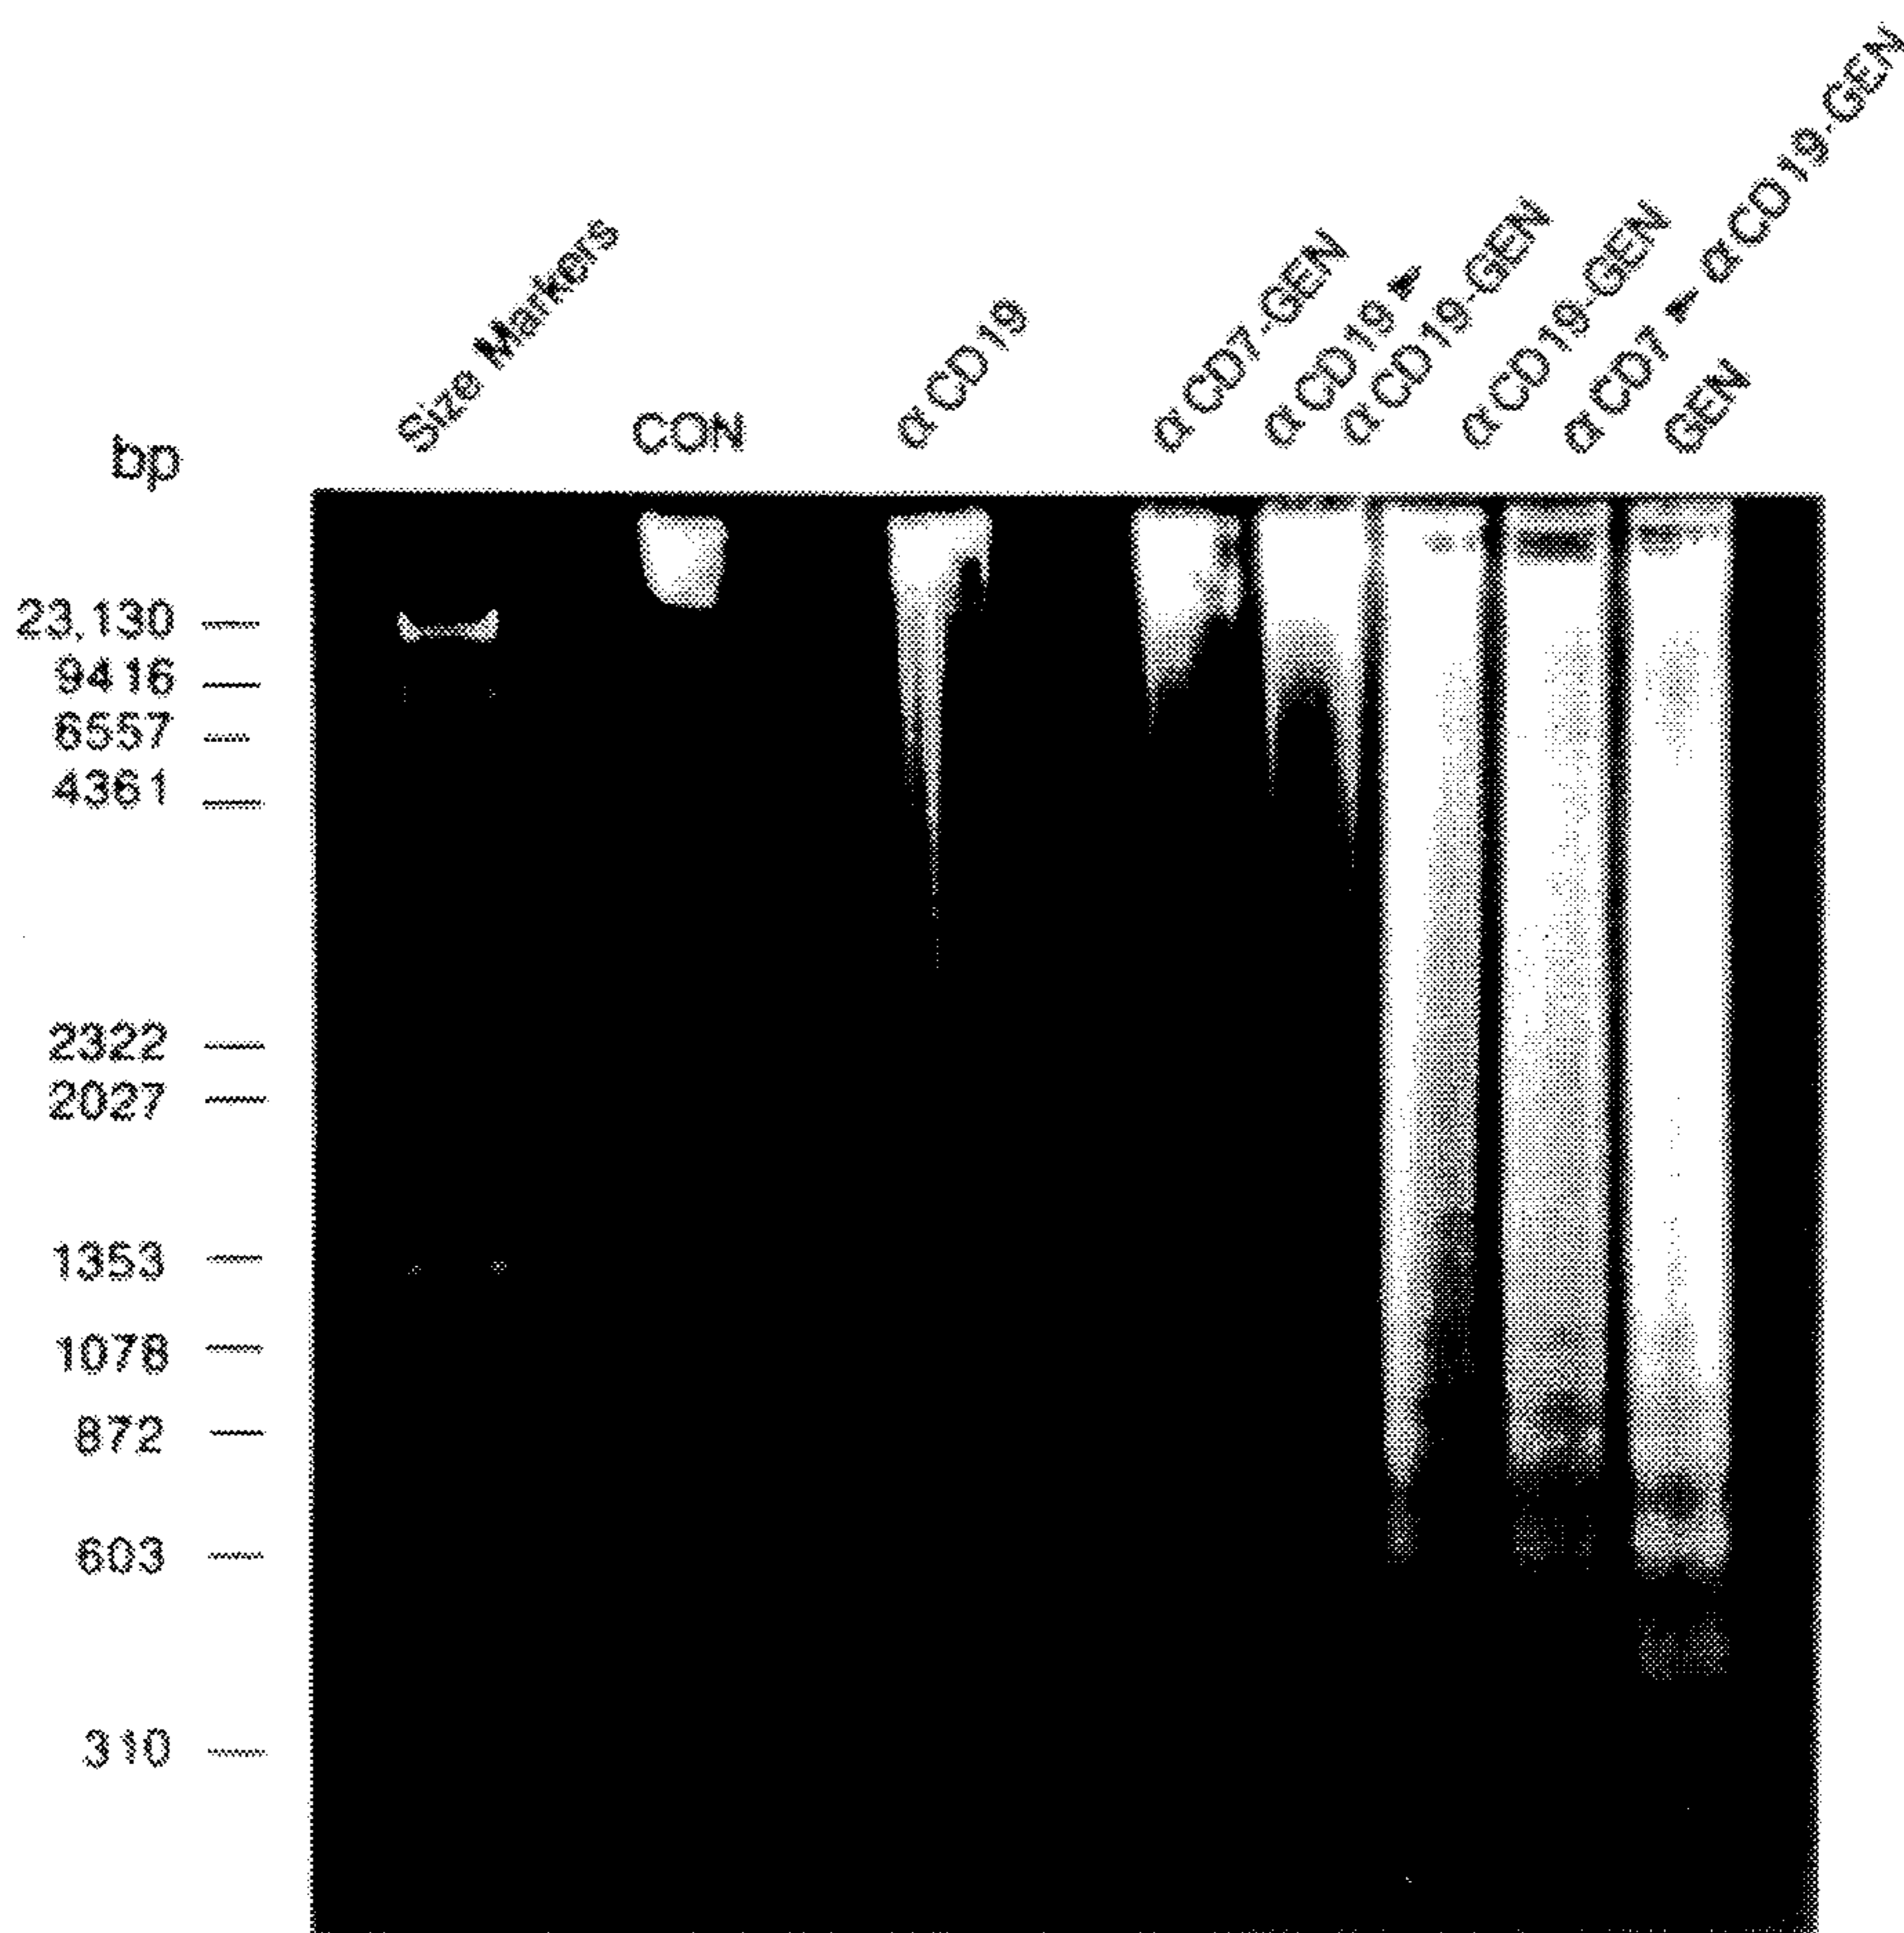 Size Markers
CON
α CD19
α CD7-GEN
α CD19 ►
α CD19-GEN
α CD19-GEN
α CD7 ► α CD19-GEN
GEN
bp
23,130
9416
6557
4361
2322
2027
1353
1078
872
603
310